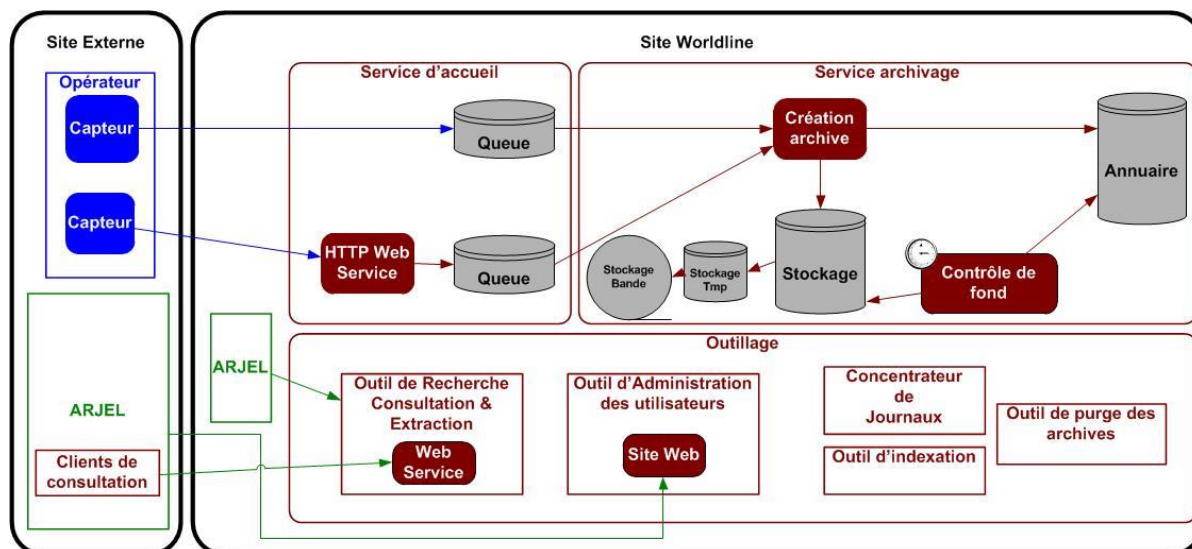 Site Externe
Opérateur
Capteur
Capteur
ARJEL
Clients de
consultation
Site Worldline
Service d'accueil
Queue
HTTP Web
Service
Queue
Service archivage
Création
archive
Annuaire
Stockage
Bande
Stockage
Tmp
Stockage
Contrôle de
fond
ARJEL
Outillage
Outil de Recherche
Consultation &
Extraction
Web
Service
Outil d'Administration
des utilisateurs
Site Web
Concentrateur
de
Journaux
Outil d'indexation
Outil de purge des
archives